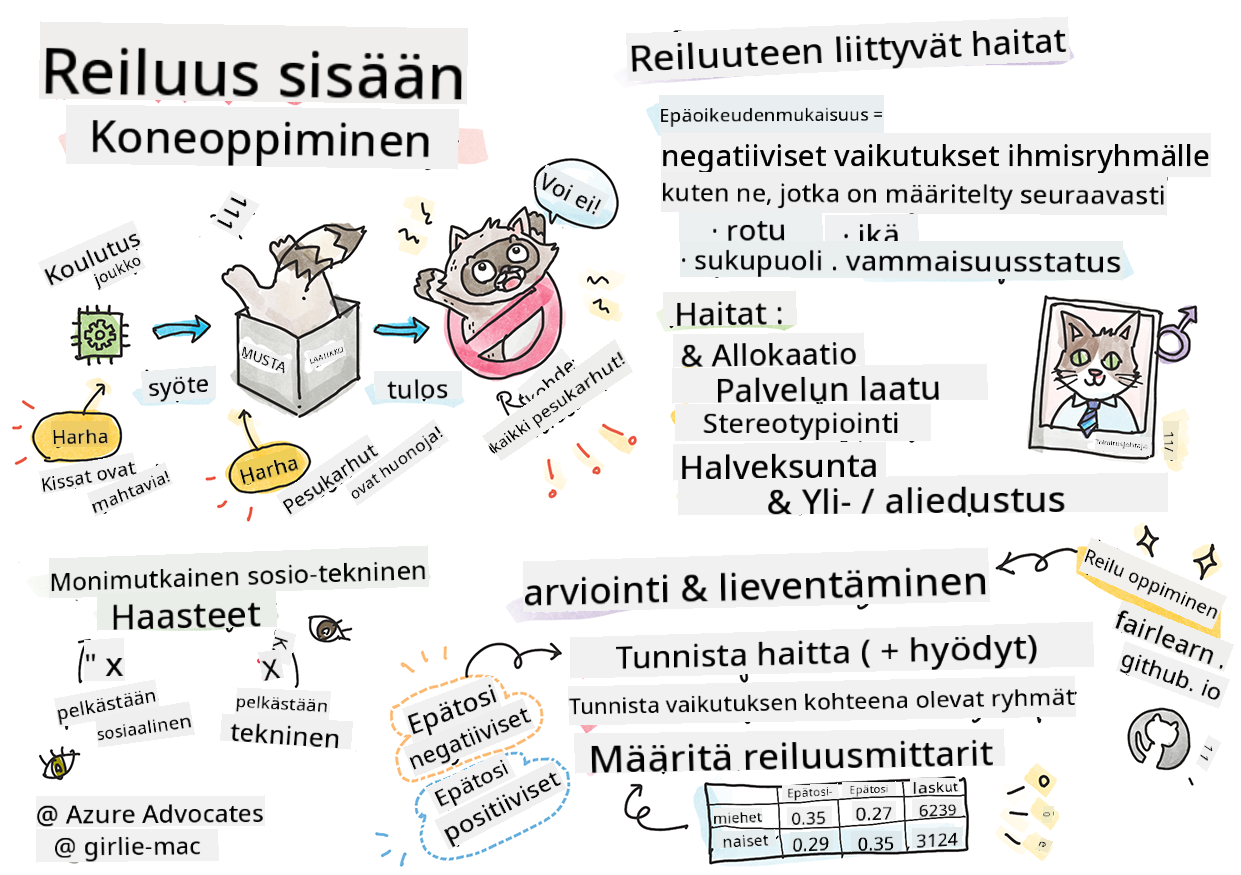 Reiluus sisään
Koneoppiminen
Koulutus
joukko
syöte
MUSTA
LAATIKKO
tulos
Voi ei!
kaikki pesukarhut!
Harha
Kissat ovat
mahtavia!
Harha
Pesukarhut
ovat huonoja!
Reiluuteen liittyvät haitat
Epäoikeudenmukaisuus =
negatiiviset vaikutukset ihmisryhmälle
kuten ne, jotka on määritelty seuraavasti
· rotu · ikä
· sukupuoli . vammaisuusstatus
Haitat :
& Allokaatio
Palvelun laatu
Stereotypiointi
Halveksunta
& Yli- / aliedustus
Toimitusjohtaja
Monimutkainen sosio-tekninen
Haasteet
" x
pelkästään
sosiaalinen
X
pelkästään
tekninen
@ Azure Advocates
@ girlie-mac
arviointi & lieventäminen
Reilu oppiminen
fairlearn .
github. io
Tunnista haitta ( + hyödyt)
Tunnista vaikutuksen kohteena olevat ryhmät
Määritä reiluusmittarit
Epätosi
negatiiviset
Epätosi
positiiviset
Epätosi- Epätosi laskut
miehet 0.35 0.27 6239
naiset 0.29 0.35 3124